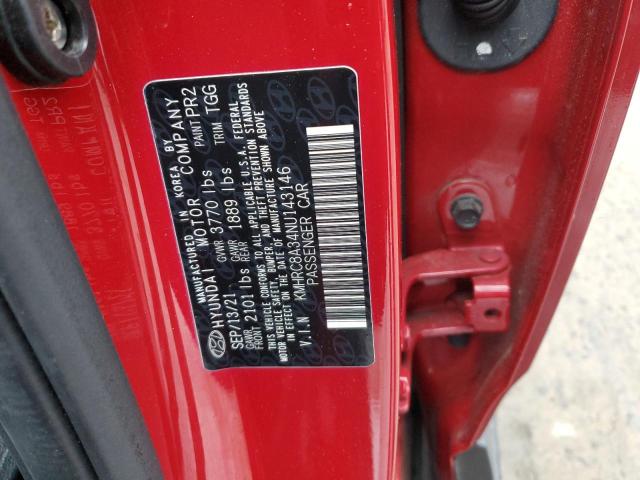 MANUFACTURED IN KOREA BY
HYUNDAI MOTOR COMPANY
SEP/13/21 GVWR 3770 lbs PAINT PR2
GAWR FRONT 2101 lbs GAWR REAR 1889 lbs TRIM TGG
THIS VEHICLE CONFORMS TO ALL APPLICABLE U.S.A. FEDERAL
MOTOR VEHICLE SAFETY, BUMPER, AND THEFT PREVENTION STANDARDS
IN EFFECT ON THE DATE OF MANUFACTURE SHOWN ABOVE
V.I.N KMHRC8A34NU143146
PASSENGER CAR